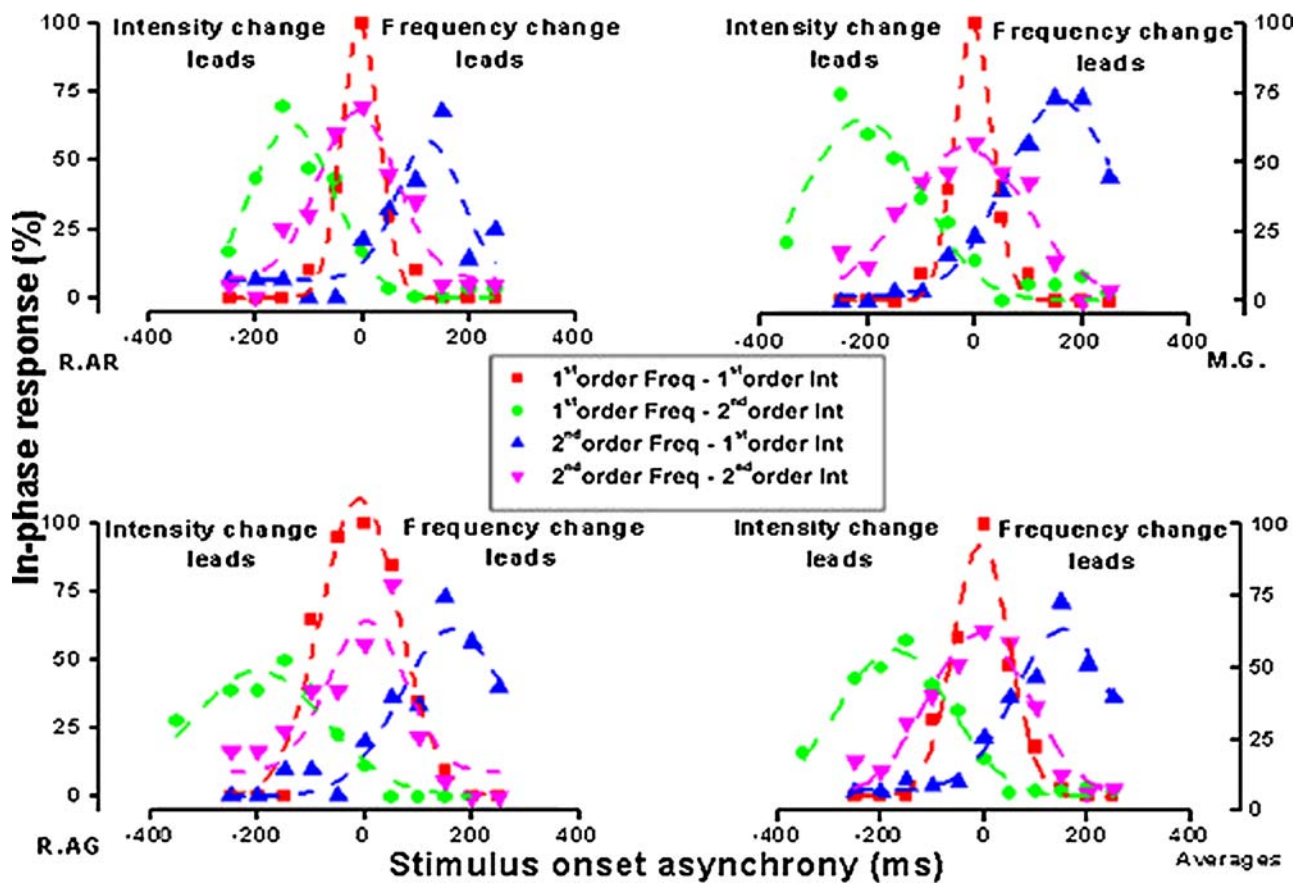 100
75
50
25
0
Intensity change
leads
Frequency change
leads
-400 -200 0 200 400
R.AR
Intensity change
leads
Frequency change
leads
100
75
50
25
0
-400 -200 0 200 400
M.G.
In-phase response (%)
1st order Freq - 1st order Int
1st order Freq - 2nd order Int
2nd order Freq - 1st order Int
2nd order Freq - 2nd order Int
100
75
50
25
0
Intensity change
leads
Frequency change
leads
-400 -200 0 200 400
R.AG
Intensity change
leads
Frequency change
leads
100
75
50
25
0
-400 -200 0 200 400
Averages
Stimulus onset asynchrony (ms)